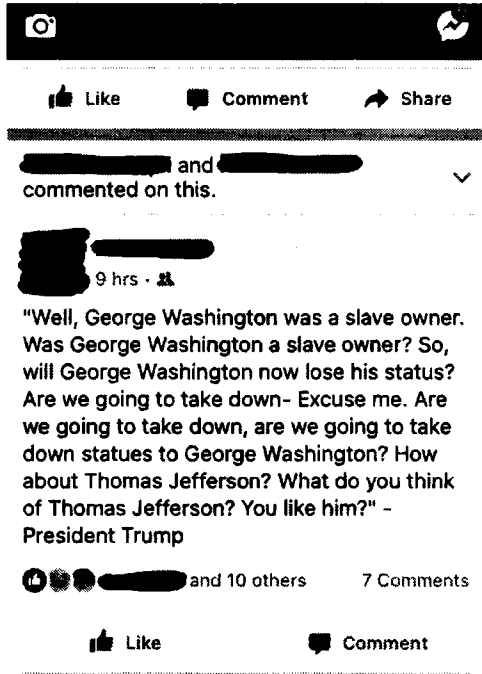 Like Comment Share
and
commented on this.
9 hrs ·
"Well, George Washington was a slave owner.
Was George Washington a slave owner? So,
will George Washington now lose his status?
Are we going to take down- Excuse me. Are
we going to take down, are we going to take
down statues to George Washington? How
about Thomas Jefferson? What do you think
of Thomas Jefferson? You like him?" -
President Trump
and 10 others 7 Comments
Like Comment